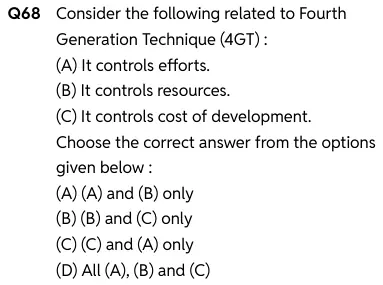 Q68 Consider the following related to Fourth
Generation Technique (4GT) :
(A) It controls efforts.
(B) It controls resources.
(C) It controls cost of development.
Choose the correct answer from the options
given below :
(A) (A) and (B) only
(B) (B) and (C) only
(C) (C) and (A) only
(D) All (A), (B) and (C)